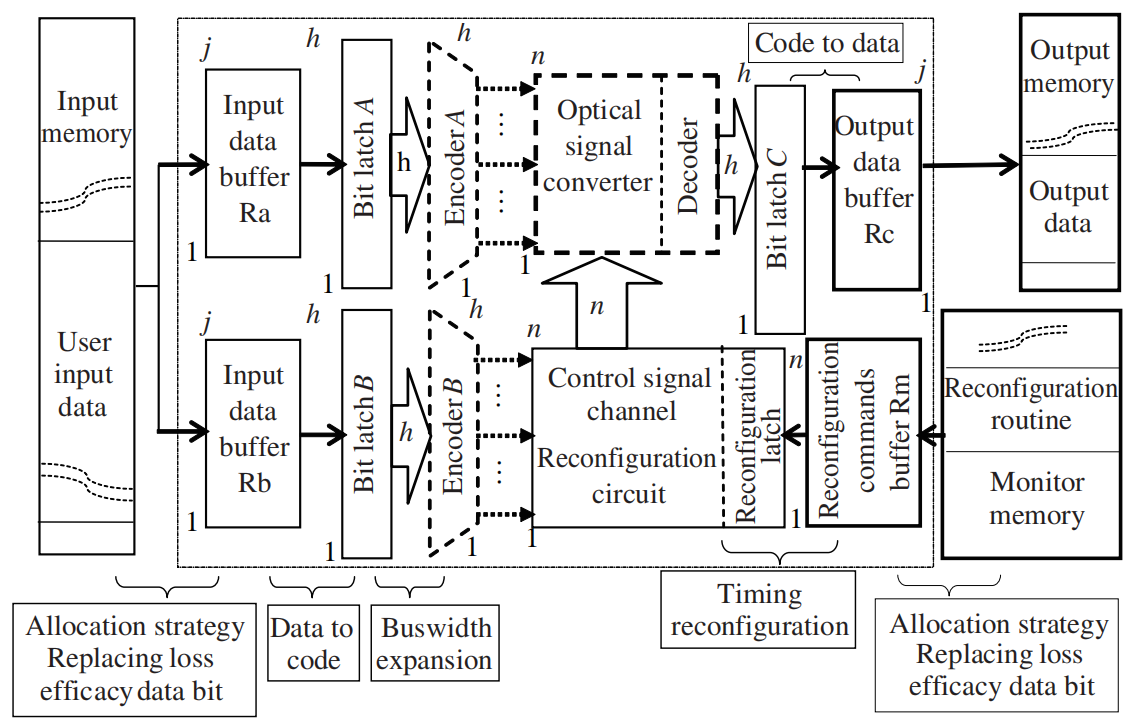 Input
memory
User
input
data
j
Input
data
buffer
Ra
1
h
Bit latch A
1
h
h
Encoder A
1
n
⋮
⋮
1
Optical
signal
converter
Decoder
h
h
Bit latch C
1
Code to data
j
Output
data
buffer
Rc
1
Output
memory
Output
data
j
Input
data
buffer
Rb
1
h
Bit latch B
1
h
h
Encoder B
1
n
⋮
⋮
1
n
Control signal
channel
Reconfiguration
circuit
Reconfiguration
latch
n
1
Reconfiguration
commands
buffer Rm
Reconfiguration
routine
Monitor
memory
Allocation strategy
Replacing loss
efficacy data bit
Data to
code
Buswidth
expansion
Timing
reconfiguration
Allocation strategy
Replacing loss
efficacy data bit